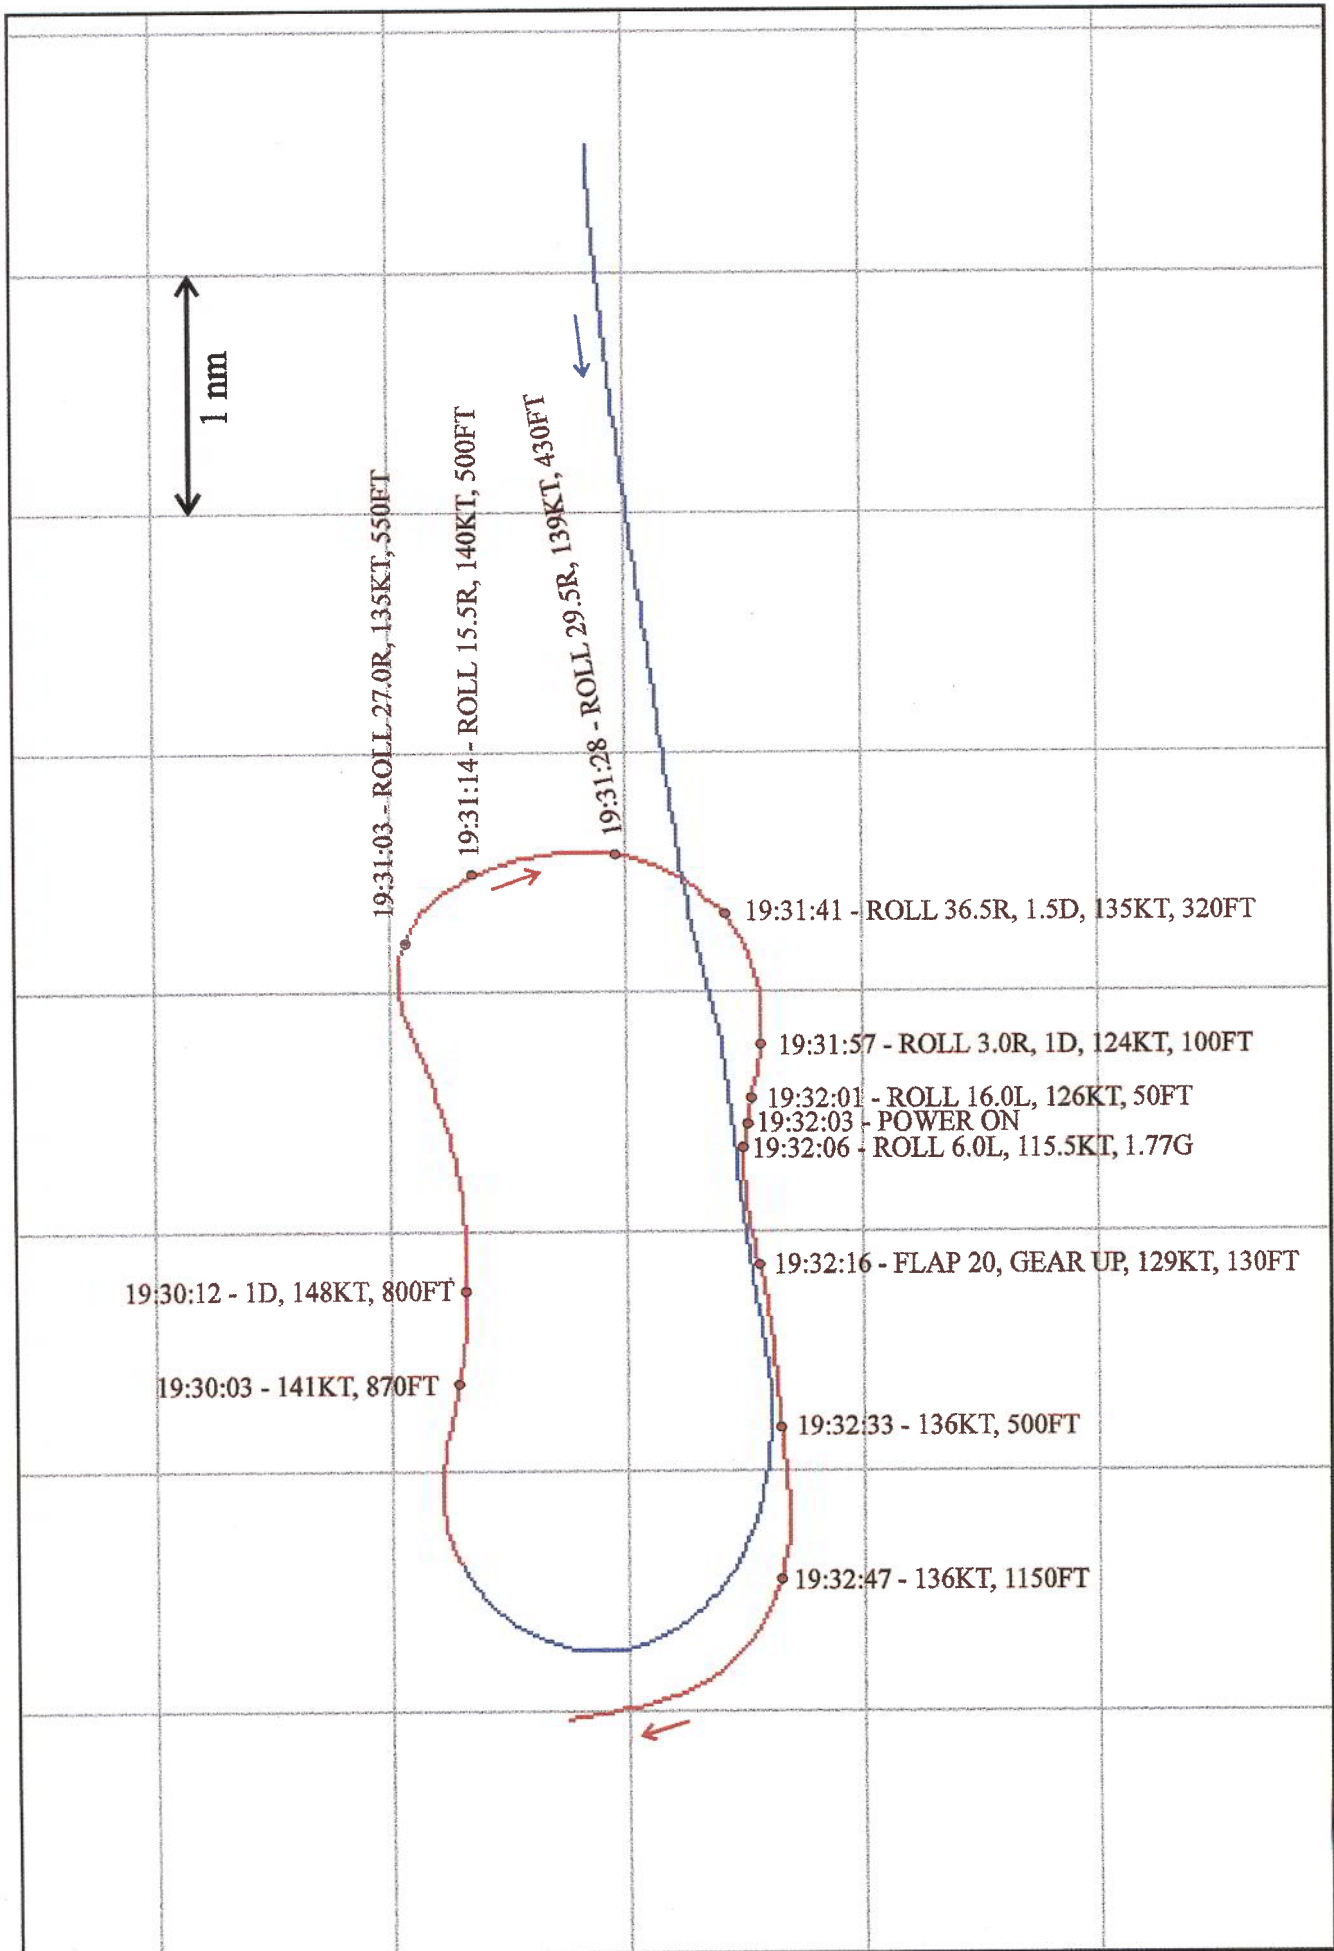 1 nm
19:31:03 - ROLL 27.0R, 135KT, 550FT
19:31:14 - ROLL 15.5R, 140KT, 500FT
19:31:28 - ROLL 29.5R, 139KT, 430FT
19:31:41 - ROLL 36.5R, 1.5D, 135KT, 320FT
19:31:57 - ROLL 3.0R, 1D, 124KT, 100FT
19:32:01 - ROLL 16.0L, 126KT, 50FT
19:32:03 - POWER ON
19:32:06 - ROLL 6.0L, 115.5KT, 1.77G
19:32:16 - FLAP 20, GEAR UP, 129KT, 130FT
19:30:12 - 1D, 148KT, 800FT
19:30:03 - 141KT, 870FT
19:32:33 - 136KT, 500FT
19:32:47 - 136KT, 1150FT